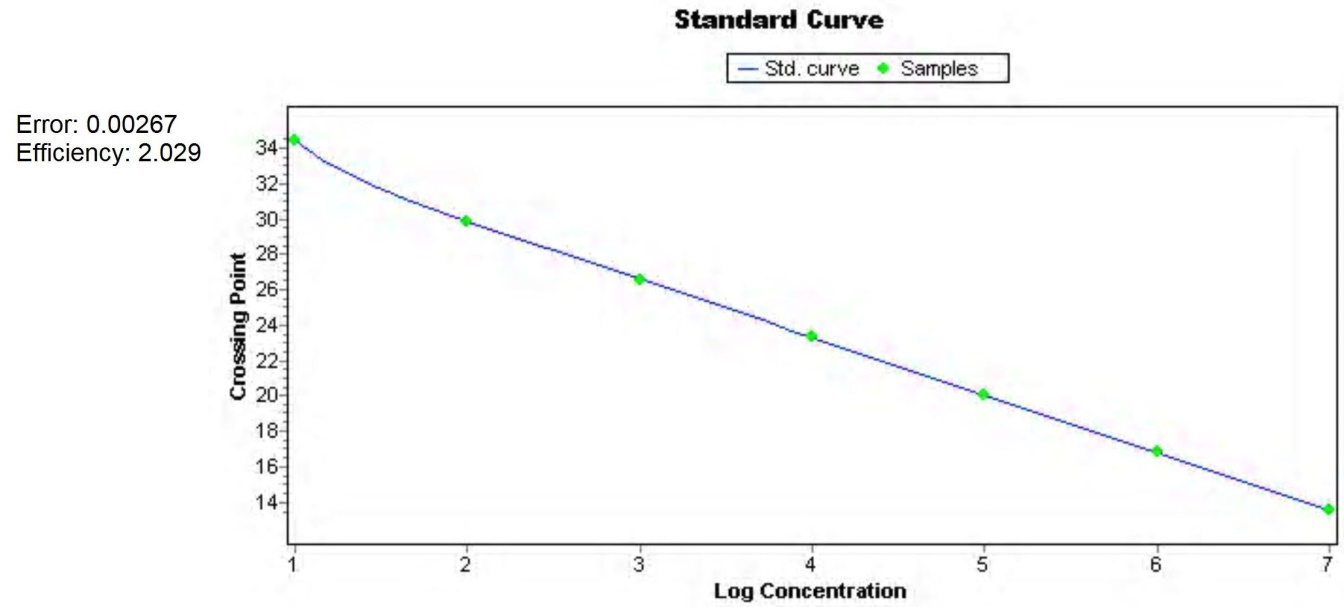 Standard Curve
Std. curve Samples
Error: 0.00267
Efficiency: 2.029
Crossing Point
34
32
30
28
26
24
22
20
18
16
14
1 2 3 4 5 6 7
Log Concentration